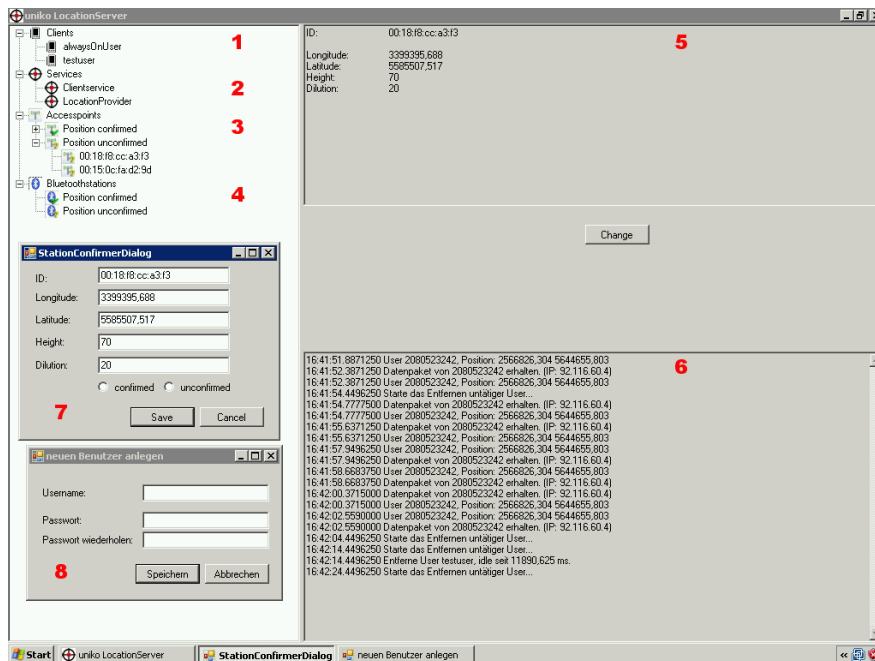 uniko LocationServer
Clients
alwaysOnUser
testuser
1
Services
Clientservice
LocationProvider
2
Accesspoints
Position confirmed
Position unconfirmed
00:18:f8:cc:a3:f3
00:15:0c:fa:d2:9d
3
Bluetoothstations
Position confirmed
Position unconfirmed
4
ID: 00:18:f8:cc:a3:f3
Longitude: 3399395,688
Latitude: 5585507,517
Height: 70
Dilution: 20
5
Change
StationConfirmerDialog
ID: 00:18:f8:cc:a3:f3
Longitude: 3399395,688
Latitude: 5585507,517
Height: 70
Dilution: 20
confirmed unconfirmed
7
Save Cancel
neuen Benutzer anlegen
Username:
Passwort:
Passwort wiederholen:
8
Speichern Abbrechen
16:41:51.8871250 User 2080523242, Position: 2566826,304 5644655,803
16:41:52.3871250 Datenpaket von 2080523242 erhalten. (IP: 92.116.60.4)
16:41:52.3871250 User 2080523242, Position: 2566826,304 5644655,803
16:41:54.4496250 Starte das Entfernen untätiger User...
16:41:54.7777500 Datenpaket von 2080523242 erhalten. (IP: 92.116.60.4)
16:41:54.7777500 User 2080523242, Position: 2566826,304 5644655,803
16:41:55.6371250 Datenpaket von 2080523242 erhalten. (IP: 92.116.60.4)
16:41:55.6371250 User 2080523242, Position: 2566826,304 5644655,803
16:41:57.9496250 User 2080523242, Position: 2566826,304 5644655,803
16:41:57.9496250 Datenpaket von 2080523242 erhalten. (IP: 92.116.60.4)
16:41:58.6683750 User 2080523242, Position: 2566826,304 5644655,803
16:41:58.6683750 Datenpaket von 2080523242 erhalten. (IP: 92.116.60.4)
16:42:00.3715000 Datenpaket von 2080523242 erhalten. (IP: 92.116.60.4)
16:42:00.3715000 User 2080523242, Position: 2566826,304 5644655,803
16:42:02.5590000 User 2080523242, Position: 2566826,304 5644655,803
16:42:02.5590000 Datenpaket von 2080523242 erhalten. (IP: 92.116.60.4)
16:42:04.4496250 Starte das Entfernen untätiger User...
16:42:14.4496250 Starte das Entfernen untätiger User...
16:42:14.4496250 Entferne User testuser, idle seit 11890,625 ms.
16:42:24.4496250 Starte das Entfernen untätiger User...
6
Start
uniko LocationServer
StationConfirmerDialog
neuen Benutzer anlegen
«